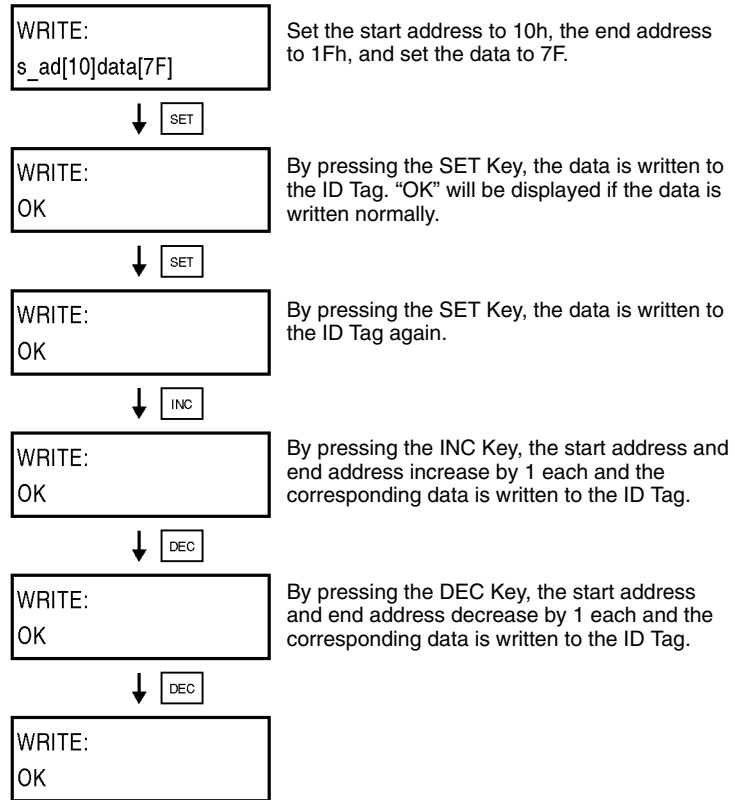 WRITE:
s_ad[10]data[7F]
Set the start address to 10h, the end address
to 1Fh, and set the data to 7F.
SET
WRITE:
OK
By pressing the SET Key, the data is written to
the ID Tag. “OK” will be displayed if the data is
written normally.
SET
WRITE:
OK
By pressing the SET Key, the data is written to
the ID Tag again.
INC
WRITE:
OK
By pressing the INC Key, the start address and
end address increase by 1 each and the
corresponding data is written to the ID Tag.
DEC
WRITE:
OK
By pressing the DEC Key, the start address
and end address decrease by 1 each and the
corresponding data is written to the ID Tag.
DEC
WRITE:
OK